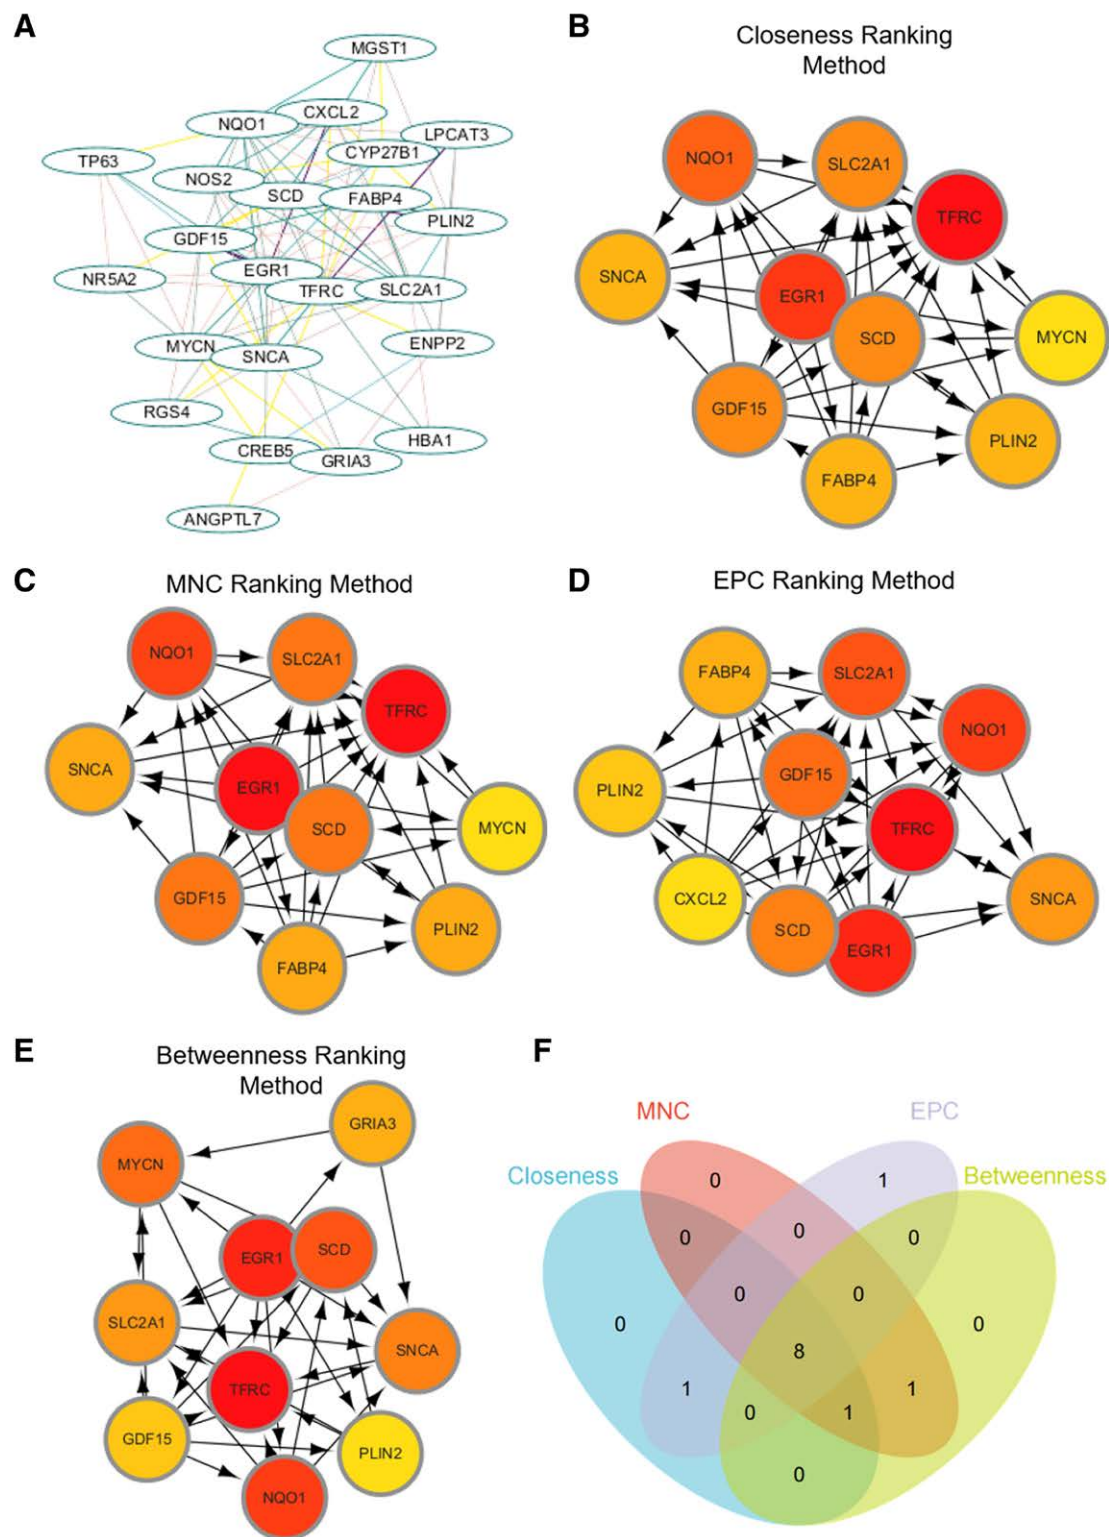 A
MGST1
CXCL2
NQO1
LPCAT3
CYP27B1
TP63
NOS2
SCD
FABP4
PLIN2
GDF15
EGR1
NR5A2
TFRC
SLC2A1
MYCN
SNCA
ENPP2
RGS4
HBA1
CREB5
GRIA3
ANGPTL7
B
Closeness Ranking
Method
NQO1
SLC2A1
TFRC
SNCA
EGR1
SCD
MYCN
GDF15
PLIN2
FABP4
C
MNC Ranking Method
NQO1
SLC2A1
TFRC
SNCA
EGR1
SCD
MYCN
GDF15
PLIN2
FABP4
D
EPC Ranking Method
FABP4
SLC2A1
NQO1
GDF15
PLIN2
TFRC
CXCL2
SNCA
SCD
EGR1
E
Betweenness Ranking
Method
GRIA3
MYCN
EGR1
SCD
SLC2A1
SNCA
TFRC
GDF15
PLIN2
NQO1
F
MNC
EPC
Closeness
Betweenness
0
1
0
0
0
0
0
0
0
8
1
1
0
1
0